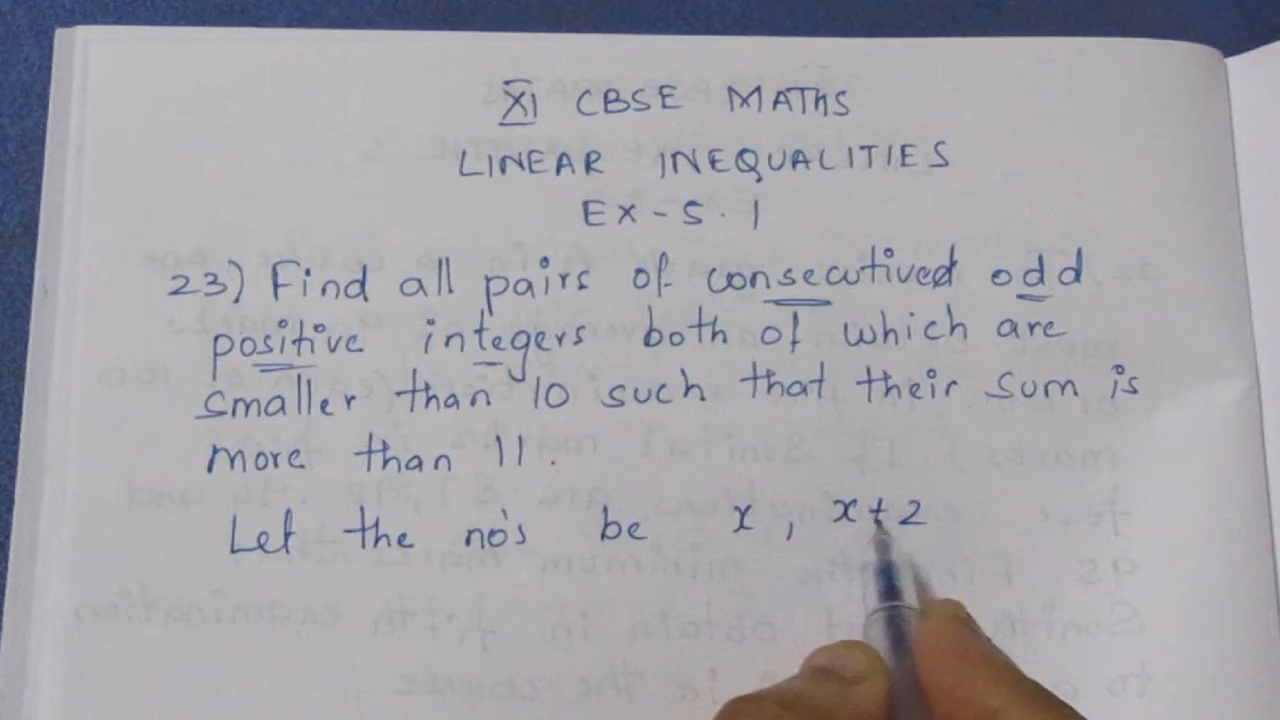 XI CBSE MATHS
LINEAR INEQUALITIES
EX - 5.1
23) Find all pairs of consecutived odd
positive integers both of which are
smaller than 10 such that their sum is
more than 11.
Let the no's be x, x+2